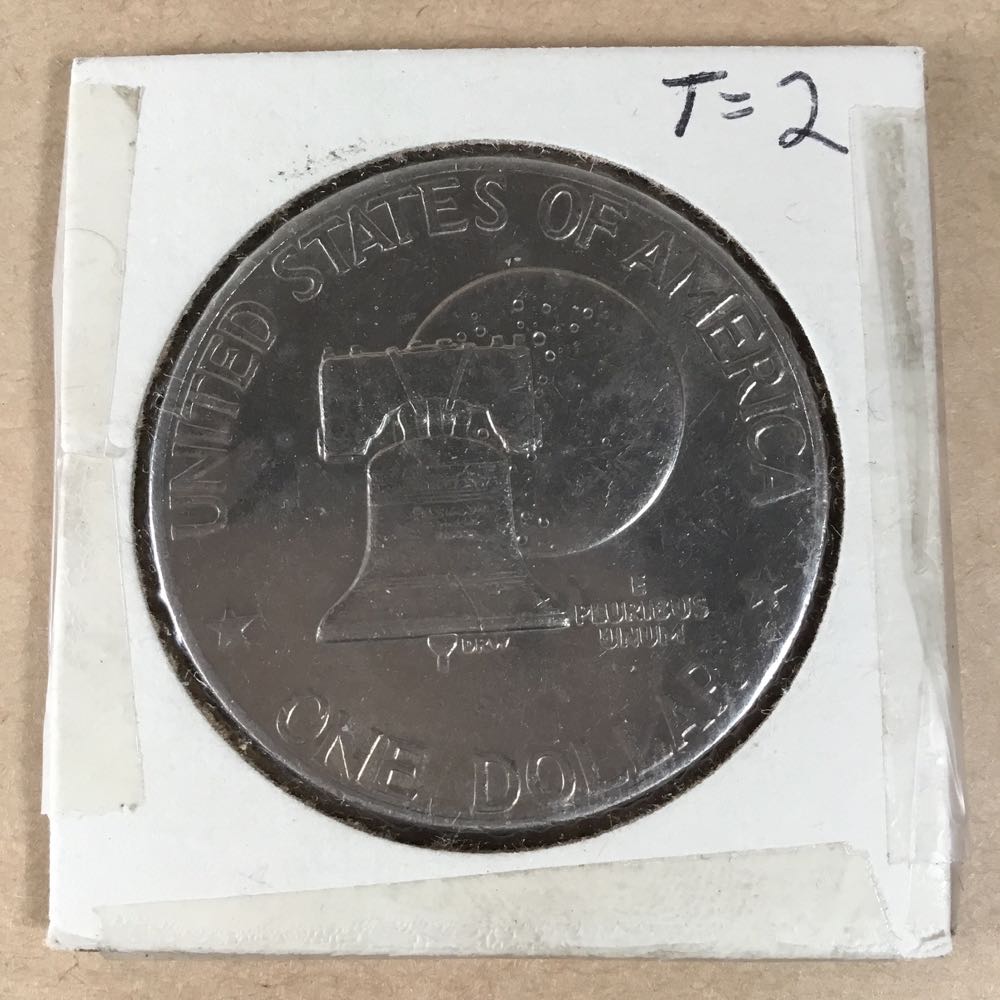 T=2
UNITED STATES OF AMERICA
E
PLURIBUS
UNUM
DRW
ONE DOLLAR